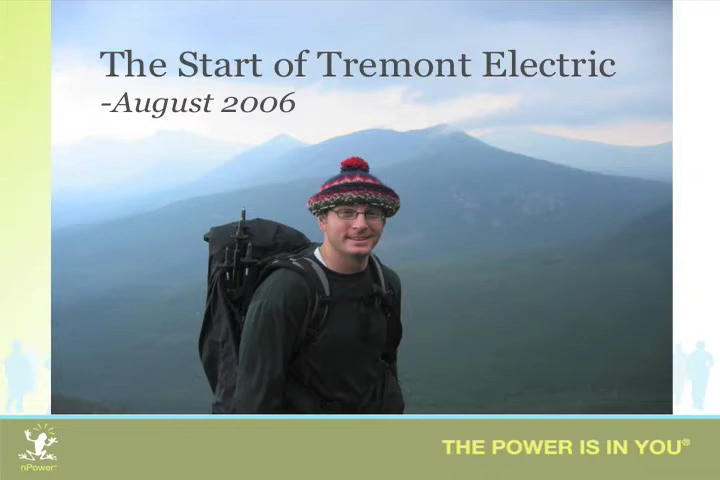 The Start of Tremont Electric
-August 2006
THE POWER IS IN YOU®
nPower